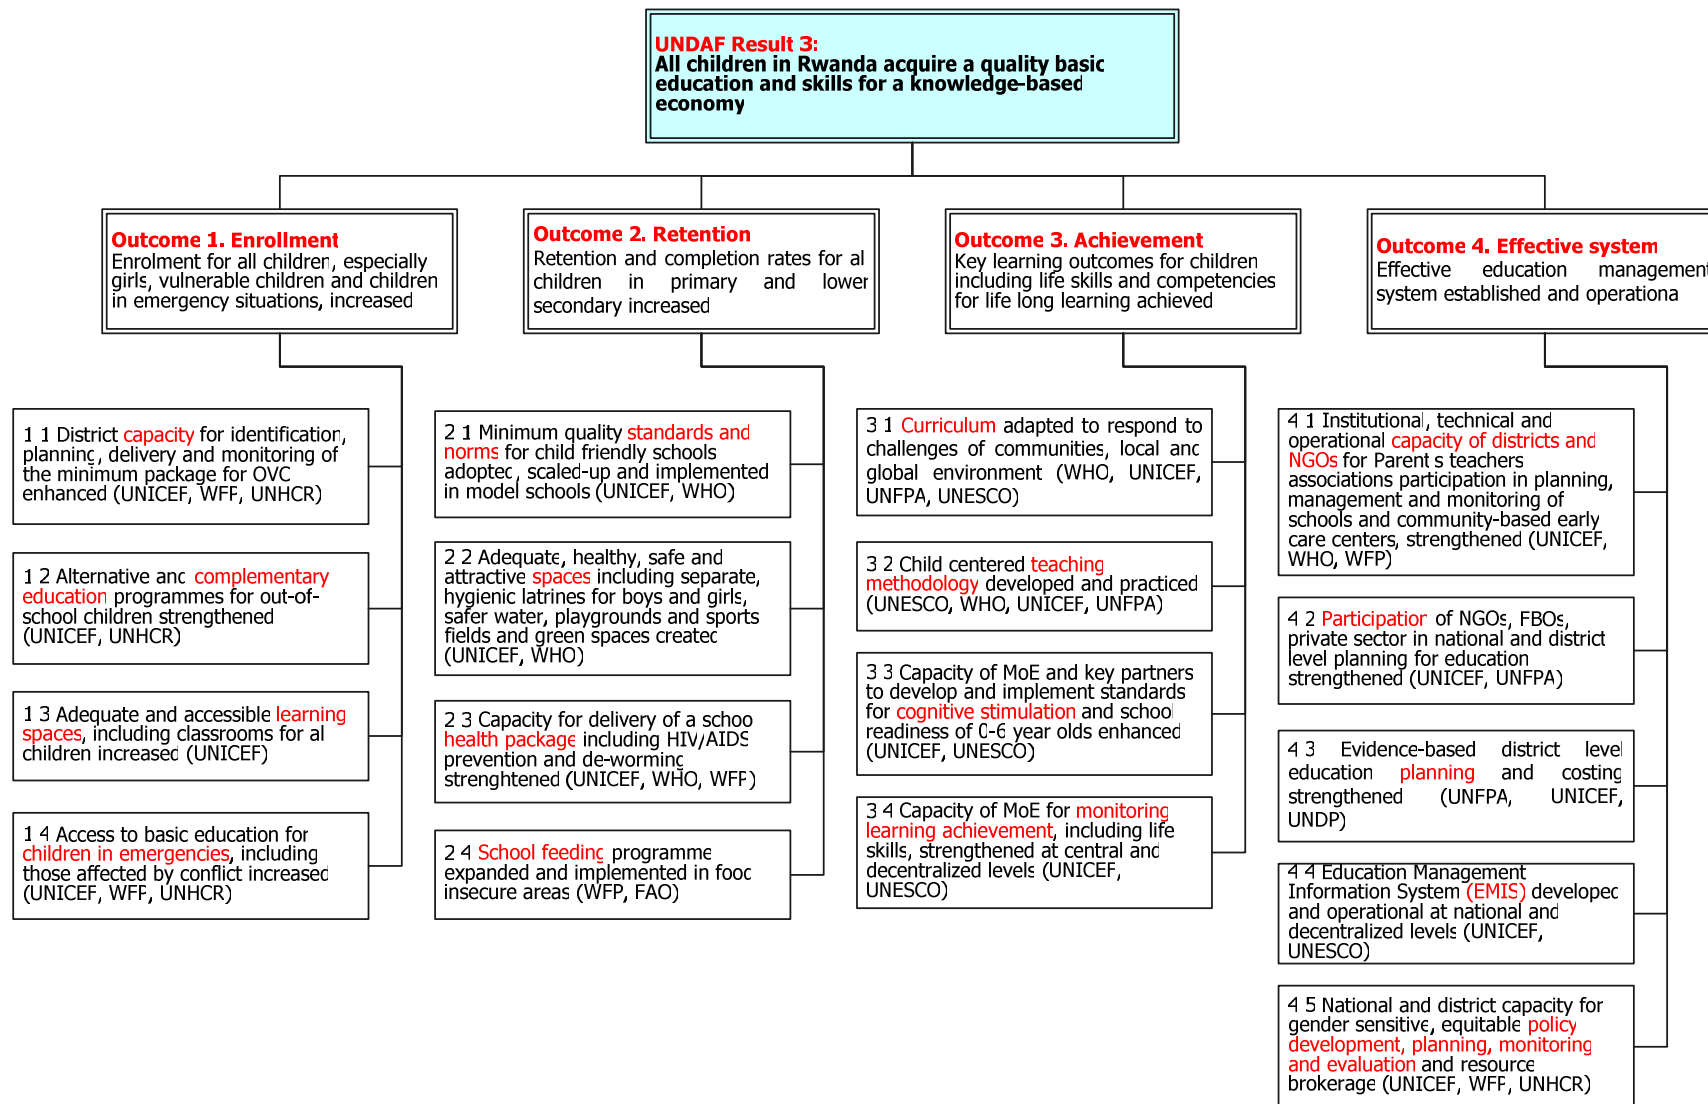 UNDAF Result 3:
All children in Rwanda acquire a quality basic
education and skills for a knowledge-based
economy
Outcome 1. Enrollment
Enrolment for all children, especially
girls, vulnerable children and children
in emergency situations, increased
Outcome 2. Retention
Retention and completion rates for al
children in primary and lower
secondary increased
Outcome 3. Achievement
Key learning outcomes for children
including life skills and competencies
for life long learning achieved
Outcome 4. Effective system
Effective education management
system established and operationa
1 1 District capacity for identification,
planning, delivery and monitoring of
the minimum package for OVC
enhanced (UNICEF, WFP, UNHCR)
1 2 Alternative and complementary
education programmes for out-of-
school children strengthened
(UNICEF, UNHCR)
1 3 Adequate and accessible learning
spaces, including classrooms for al
children increased (UNICEF)
1 4 Access to basic education for
children in emergencies, including
those affected by conflict increased
(UNICEF, WFP, UNHCR)
2 1 Minimum quality standards and
norms for child friendly schools
adopted, scaled-up and implemented
in model schools (UNICEF, WHO)
2 2 Adequate, healthy, safe and
attractive spaces including separate,
hygienic latrines for boys and girls,
safer water, playgrounds and sports
fields and green spaces created
(UNICEF, WHO)
2 3 Capacity for delivery of a schoo
health package including HIV/AIDS
prevention and de-worming
strenghtened (UNICEF, WHO, WFP)
2 4 School feeding programme
expanded and implemented in food
insecure areas (WFP, FAO)
3 1 Curriculum adapted to respond to
challenges of communities, local and
global environment (WHO, UNICEF,
UNFPA, UNESCO)
3 2 Child centered teaching
methodology developed and practiced
(UNESCO, WHO, UNICEF, UNFPA)
3 3 Capacity of MoE and key partners
to develop and implement standards
for cognitive stimulation and school
readiness of 0-6 year olds enhanced
(UNICEF, UNESCO)
3 4 Capacity of MoE for monitoring
learning achievement, including life
skills, strengthened at central and
decentralized levels (UNICEF,
UNESCO)
4 1 Institutional, technical and
operational capacity of districts and
NGOs for Parent s teachers
associations participation in planning,
management and monitoring of
schools and community-based early
care centers, strengthened (UNICEF,
WHO, WFP)
4 2 Participation of NGOs, FBOs,
private sector in national and district
level planning for education
strengthened (UNICEF, UNFPA)
4 3 Evidence-based district level
education planning and costing
strengthened (UNFPA, UNICEF,
UNDP)
4 4 Education Management
Information System (EMIS) developed
and operational at national and
decentralized levels (UNICEF,
UNESCO)
4 5 National and district capacity for
gender sensitive, equitable policy
development, planning, monitoring
and evaluation and resource
brokerage (UNICEF, WFP, UNHCR)